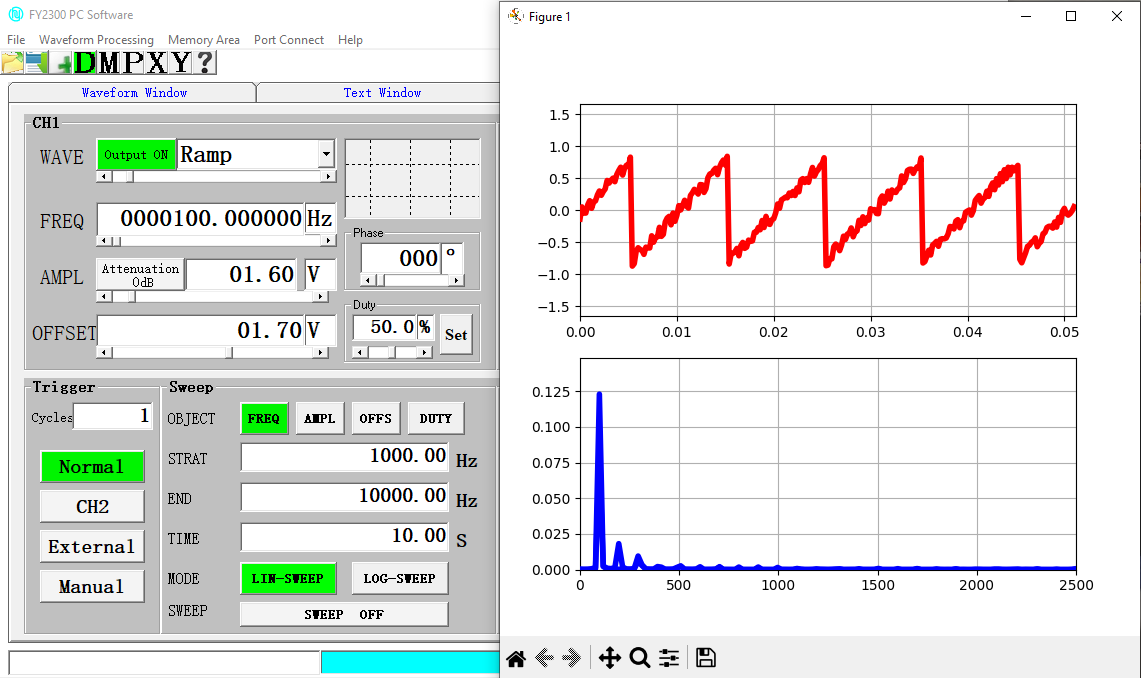 FY2300 PC Software
File Waveform Processing Memory Area Port Connect Help
D M P X Y ?
Waveform Window Text Window
CH1
WAVE Output ON Ramp
FREQ 0000100.000000 Hz
Phase
000 °
AMPL Attenuation 0dB 01.60 V
Duty
50.0 % Set
OFFSET 01.70 V
Trigger
Cycles 1
Normal
CH2
External
Manual
Sweep
OBJECT FREQ AMPL OFFS DUTY
STRAT 1000.00 Hz
END 10000.00 Hz
TIME 10.00 S
MODE LIN-SWEEP LOG-SWEEP
SWEEP SWEEP OFF
Figure 1
1.5
1.0
0.5
0.0
−0.5
−1.0
−1.5
0.00 0.01 0.02 0.03 0.04 0.05
0.125
0.100
0.075
0.050
0.025
0.000
0 500 1000 1500 2000 2500